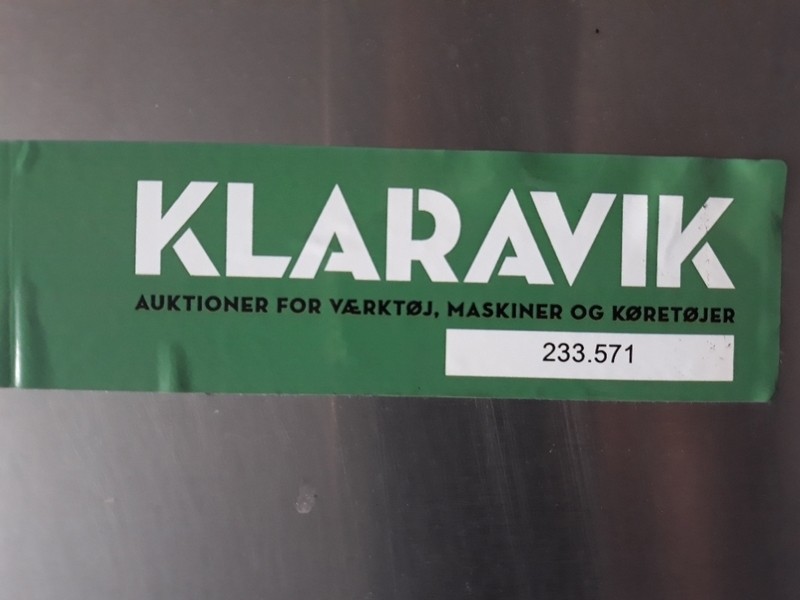 KLARAVIK
AUKTIONER FOR VÆRKTØJ, MASKINER OG KØRETØJER
233.571